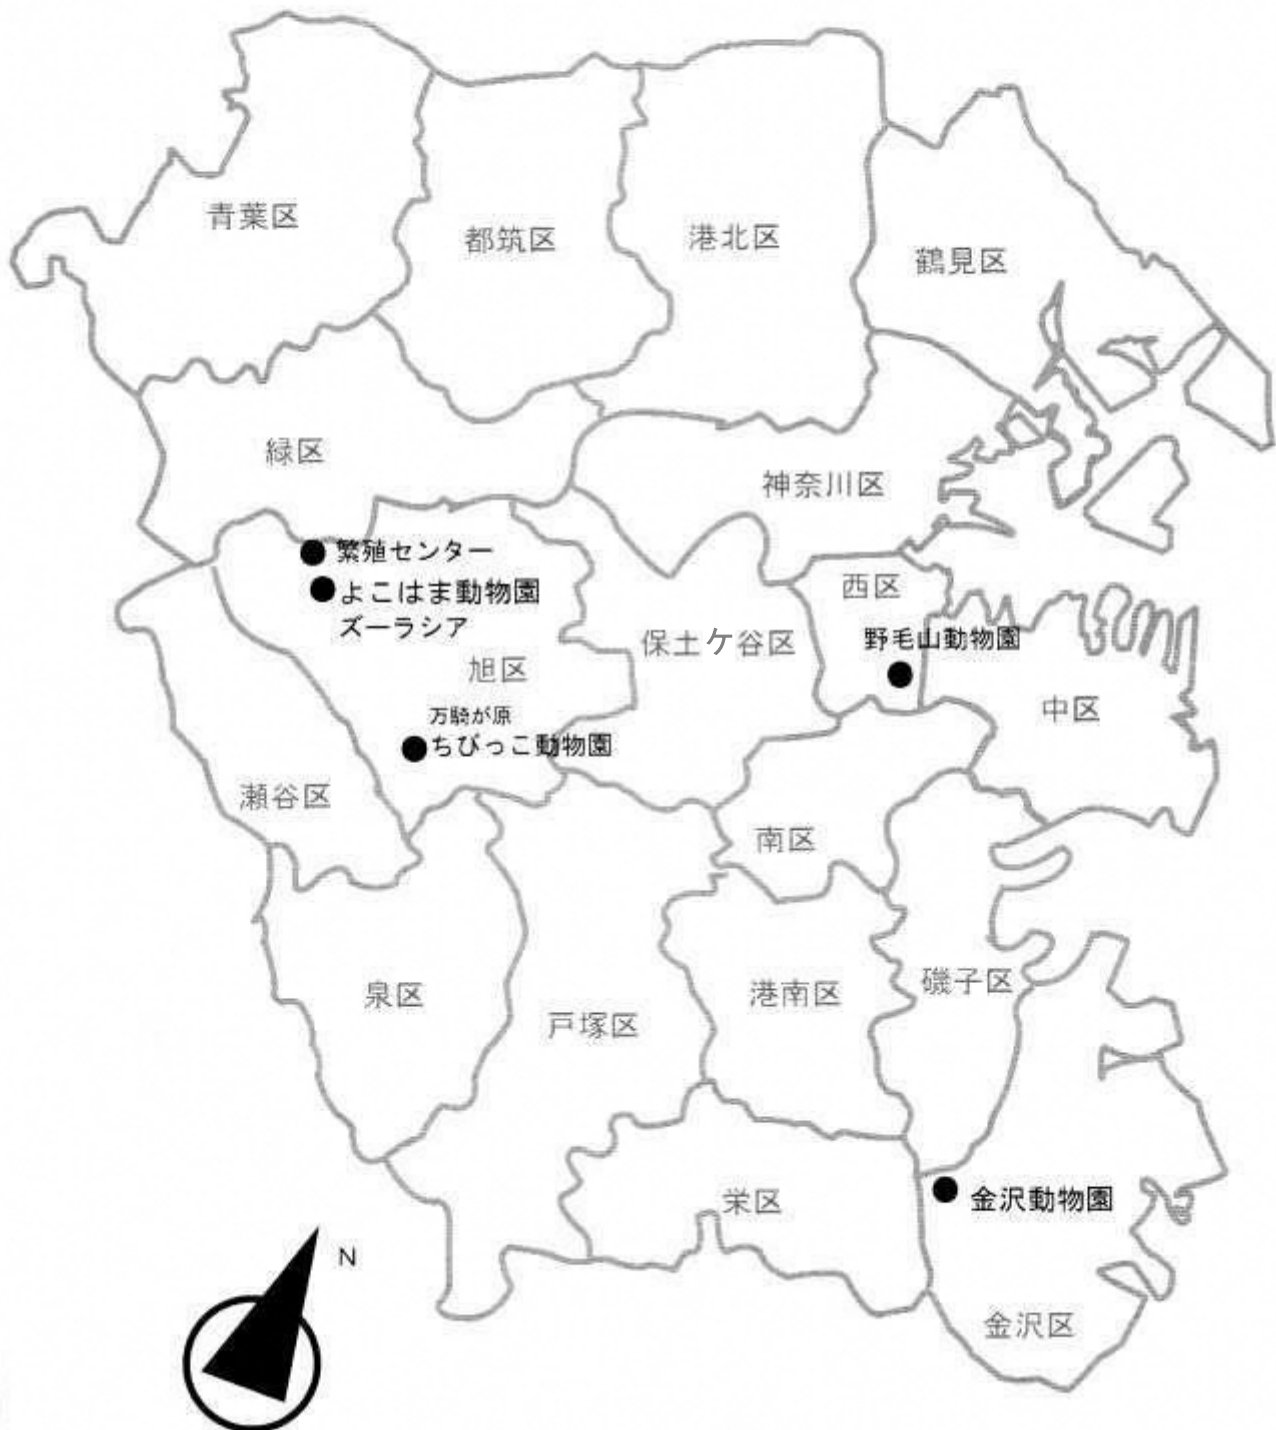 青葉区
都筑区
港北区
鶴見区
緑区
神奈川区
繁殖センター
よこはま動物園
ズーラシア
西区
野毛山動物園
保土ケ谷区
旭区
中区
万騎が原
ちびっこ動物園
瀬谷区
南区
泉区
戸塚区
港南区
磯子区
栄区
金沢動物園
N
金沢区